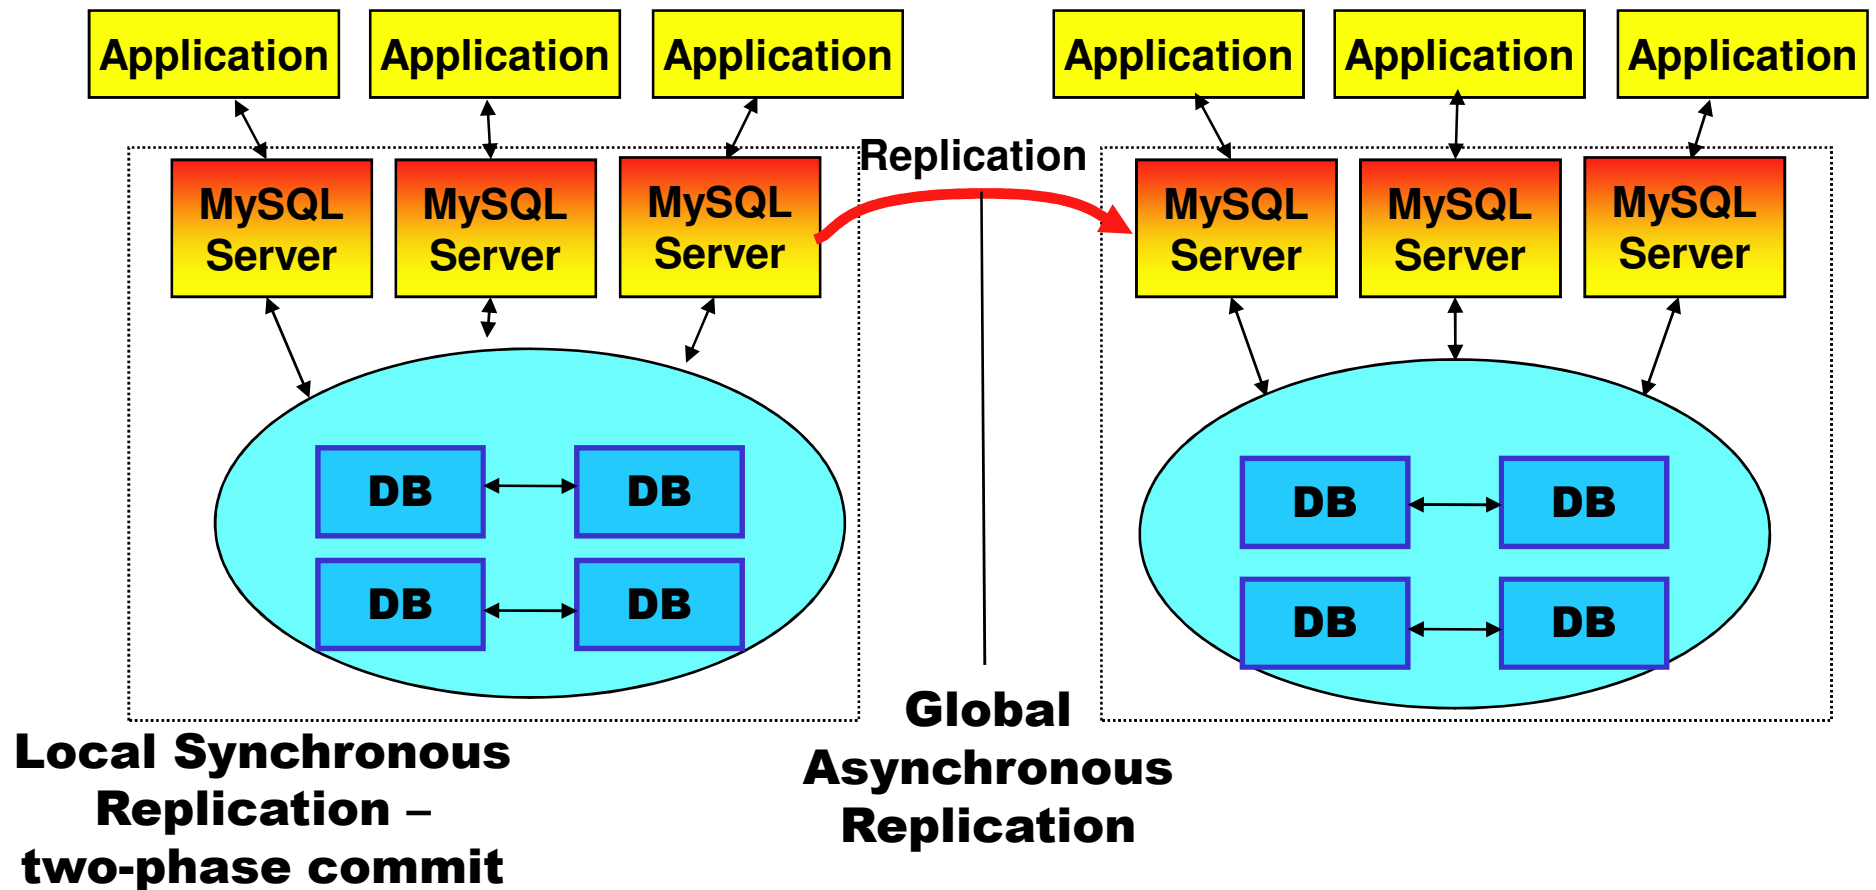 Application
Application
Application
Application
Application
Application
Replication
MySQL
Server
MySQL
Server
MySQL
Server
MySQL
Server
MySQL
Server
MySQL
Server
DB
DB
DB
DB
DB
DB
DB
DB
Local Synchronous
Replication –
two-phase commit
Global
Asynchronous
Replication